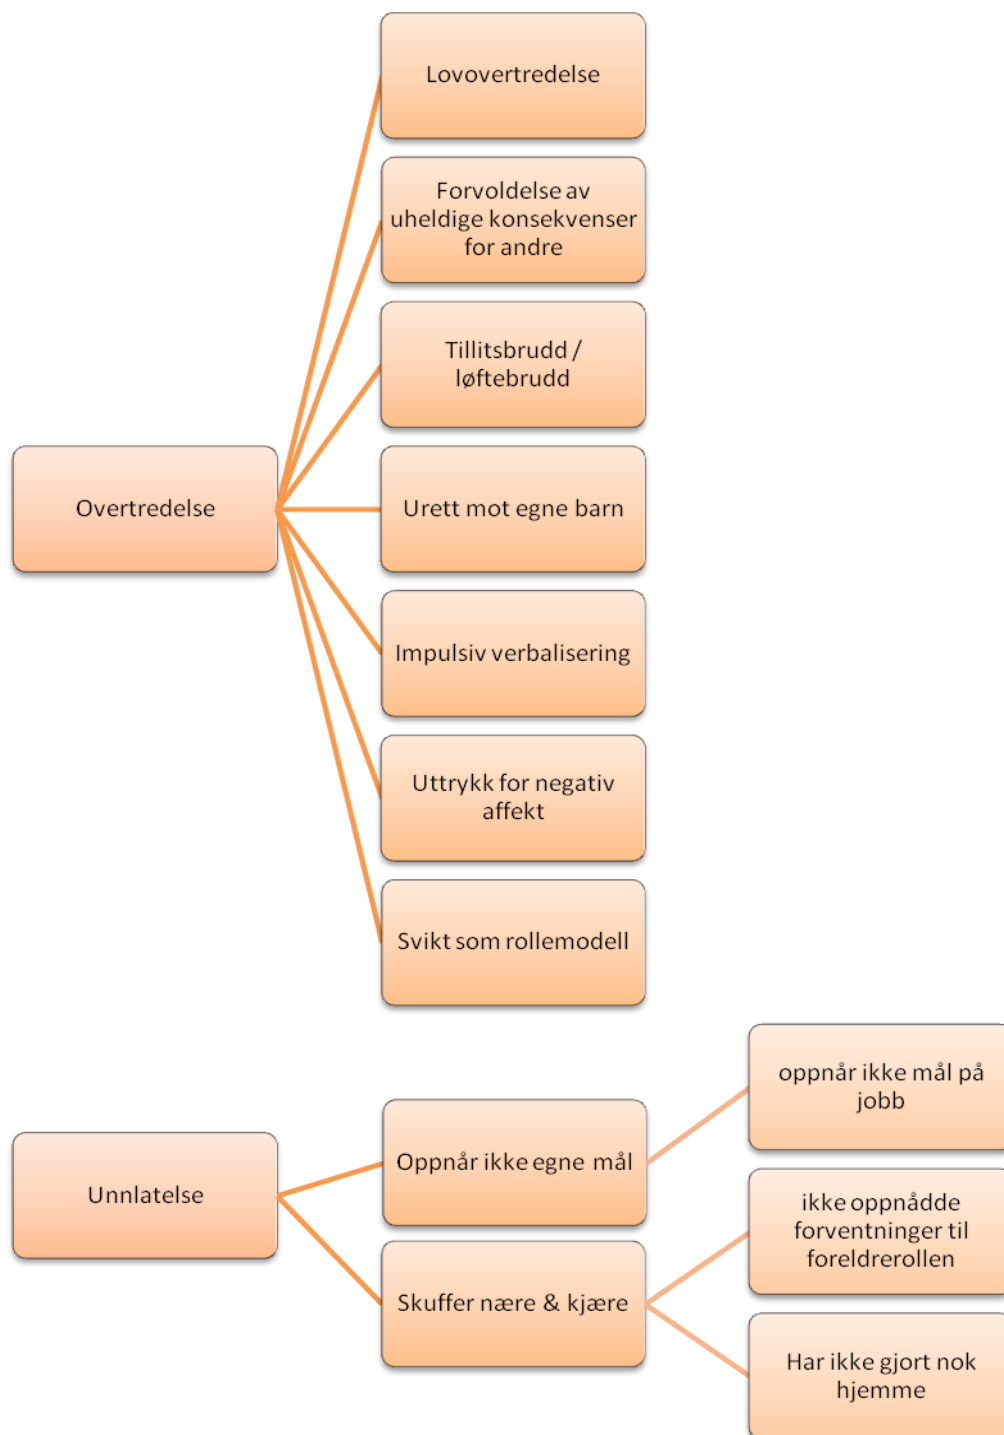 Lovovertredelse
Forvoldelse av
uheldige konsekvenser
for andre
Tillitsbrudd /
løftebrudd
Overtredelse
Urett mot egne barn
Impulsiv verbalisering
Uttrykk for negativ
affekt
Svikt som rollemodell
Unnlatelse
Oppnår ikke egne mål
oppnår ikke mål på
jobb
Skuffer nære & kjære
ikke oppnådde
forventninger til
foreldrerollen
Har ikke gjort nok
hjemme